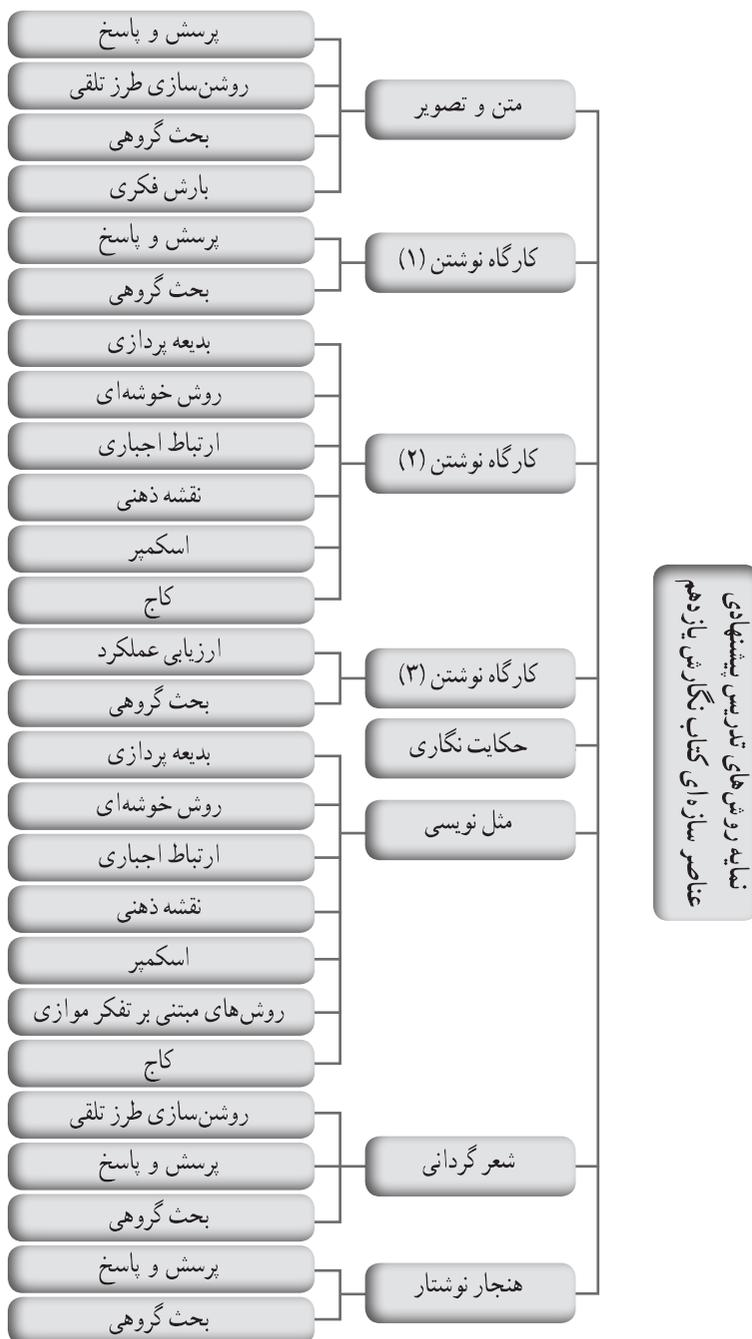 نمایه روش‌های تدریس پیشنهادی
عناصر سازه‌ای کتاب نگارش یازدهم
متن و تصویر
پرسش و پاسخ
روشن‌سازی طرز تلقی
بحث گروهی
بارش فکری
کارگاه نوشتن (۱)
پرسش و پاسخ
بحث گروهی
کارگاه نوشتن (۲)
بدیعه پردازی
روش خوشه‌ای
ارتباط اجباری
نقشه ذهنی
اسکمپر
کاج
کارگاه نوشتن (۳)
ارزیابی عملکرد
بحث گروهی
حکایت نگاری
مثل نویسی
بدیعه پردازی
روش خوشه‌ای
ارتباط اجباری
نقشه ذهنی
اسکمپر
روش‌های مبتنی بر تفکر موازی
کاج
شعر گردانی
روشن‌سازی طرز تلقی
پرسش و پاسخ
بحث گروهی
هنجار نوشتار
پرسش و پاسخ
بحث گروهی